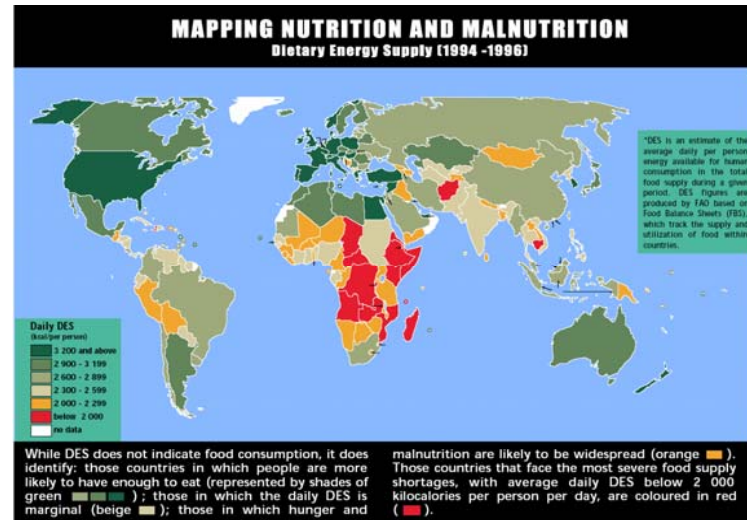 MAPPING NUTRITION AND MALNUTRITION
Dietary Energy Supply (1994 -1996)
*DES is an estimate of the
average daily per person
energy available for human
consumption in the total
food supply during a given
period. DES figures are
produced by FAO based on
Food Balance Sheets (FBS),
which track the supply and
utilization of food within
countries.
Daily DES
(kcal/per person)
3 200 and above
2 900 - 3 199
2 600 - 2 899
2 300 - 2 599
2 000 - 2 299
below 2 000
no data
While DES does not indicate food consumption, it does
identify: those countries in which people are more
likely to have enough to eat (represented by shades of
green ) ; those in which the daily DES is
marginal (beige ); those in which hunger and
malnutrition are likely to be widespread (orange ).
Those countries that face the most severe food supply
shortages, with average daily DES below 2 000
kilocalories per person per day, are coloured in red
( ).